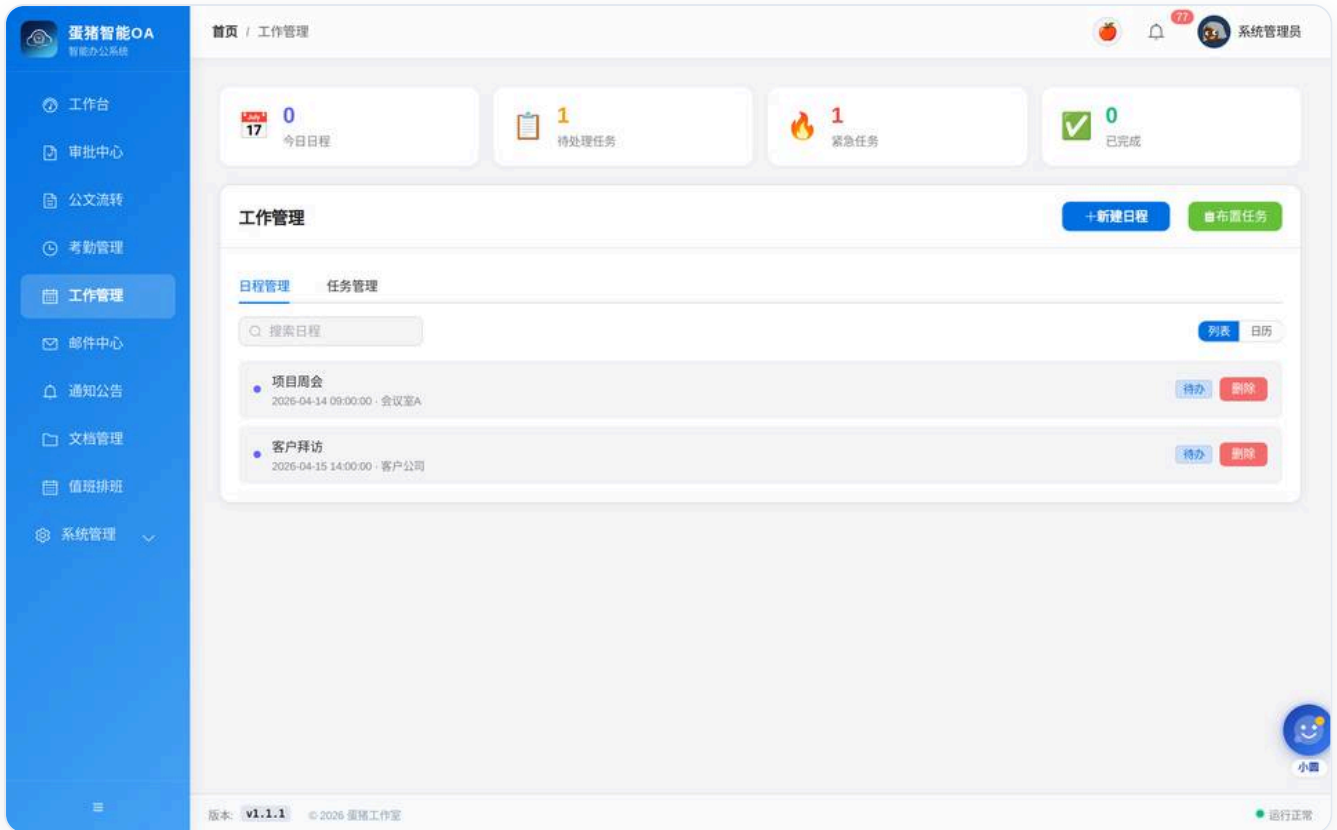 蛋猪智能OA
智能办公系统
首页 / 工作管理
77
系统管理员
工作台
审批中心
公文流转
考勤管理
工作管理
邮件中心
通知公告
文档管理
值班排班
系统管理
July
17
0
今日日程
1
待处理任务
1
紧急任务
0
已完成
工作管理
+新建日程
布置任务
日程管理 任务管理
搜索日程
列表 日历
项目周会
2026-04-14 09:00:00 · 会议室A
待办 删除
客户拜访
2026-04-15 14:00:00 · 客户公司
待办 删除
小圆
版本: v1.1.1 © 2026 蛋猪工作室
运行正常